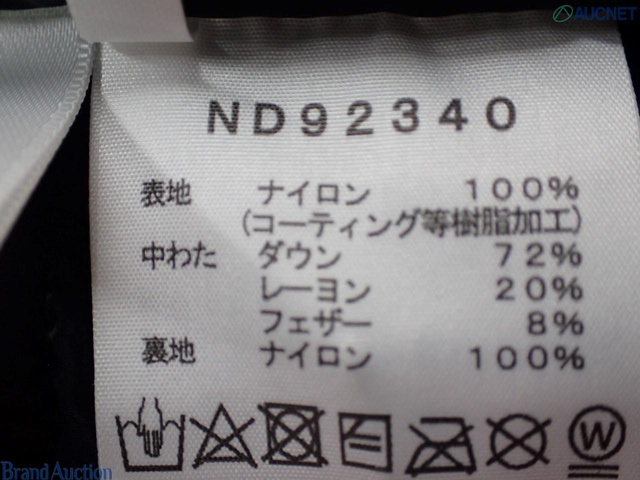 AUCNET
ND92340
表地 ナイロン 100%
(コーティング等樹脂加工)
中わた ダウン 72%
レーヨン 20%
フェザー 8%
裏地 ナイロン 100%
W
Brand Auction